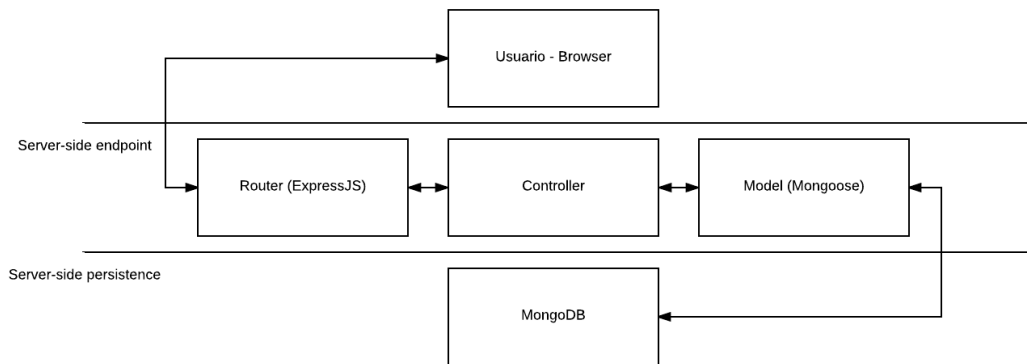 Usuario - Browser
Server-side endpoint
Router (ExpressJS)
Controller
Model (Mongoose)
Server-side persistence
MongoDB